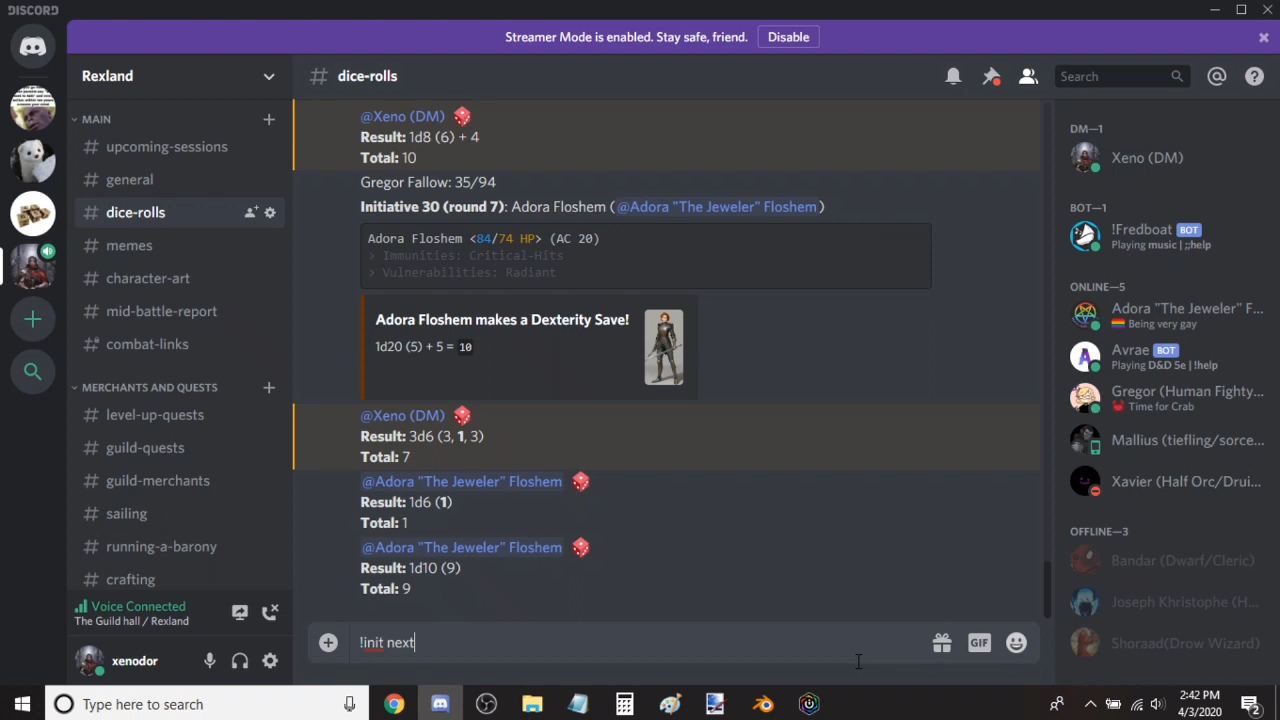 DISCORD
Streamer Mode is enabled. Stay safe, friend.
Disable
Rexland
MAIN
# upcoming-sessions
# general
# dice-rolls
# memes
# character-art
# mid-battle-report
# combat-links
MERCHANTS AND QUESTS
# level-up-quests
# guild-quests
# guild-merchants
# sailing
# running-a-barony
# crafting
Voice Connected
The Guild hall / Rexland
xenodor
# dice-rolls
Search
@Xeno (DM)
Result: 1d8 (6) + 4
Total: 10
Gregor Fallow: 35/94
Initiative 30 (round 7): Adora Floshem (@Adora "The Jeweler" Floshem)
Adora Floshem <84/74 HP> (AC 20)
> Immunities: Critical-Hits
> Vulnerabilities: Radiant
Adora Floshem makes a Dexterity Save!
1d20 (5) + 5 = 10
@Xeno (DM)
Result: 3d6 (3, 1, 3)
Total: 7
@Adora "The Jeweler" Floshem
Result: 1d6 (1)
Total: 1
@Adora "The Jeweler" Floshem
Result: 1d10 (9)
Total: 9
!init next
GIF
DM—1
Xeno (DM)
BOT—1
!Fredboat BOT
Playing music | ;;help
ONLINE—5
Adora "The Jeweler" F...
Being very gay
Avrae BOT
Playing D&D 5e | !help
Gregor (Human Fighty...
Time for Crab
Mallius (tiefling/sorce...
Xavier (Half Orc/Drui...
OFFLINE—3
Bandar (Dwarf/Cleric)
Joseph Khristophe (H...
Shoraad(Drow Wizard)
Type here to search
2:42 PM
4/3/2020
2